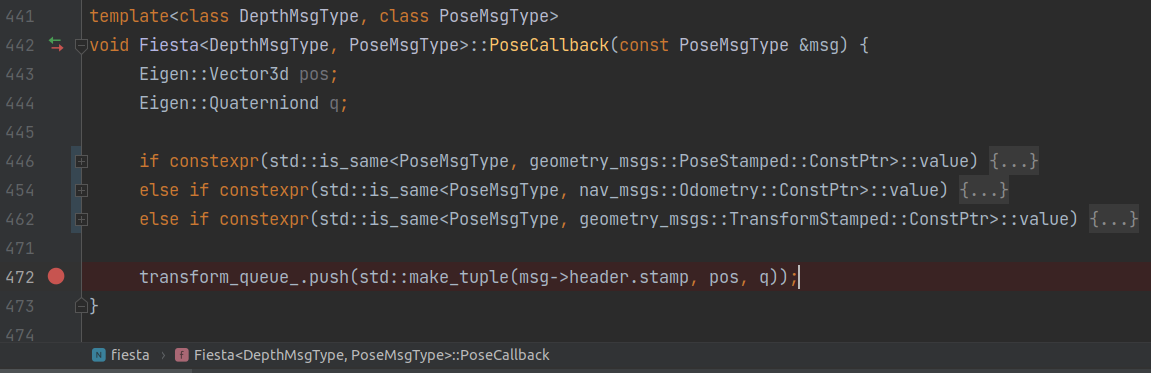 441 template<class DepthMsgType, class PoseMsgType>
442 void Fiesta<DepthMsgType, PoseMsgType>::PoseCallback(const PoseMsgType &msg) {
443 Eigen::Vector3d pos;
444 Eigen::Quaterniond q;
445
446 if constexpr(std::is_same<PoseMsgType, geometry_msgs::PoseStamped::ConstPtr>::value) {...}
454 else if constexpr(std::is_same<PoseMsgType, nav_msgs::Odometry::ConstPtr>::value) {...}
462 else if constexpr(std::is_same<PoseMsgType, geometry_msgs::TransformStamped::ConstPtr>::value) {...}
471
472 transform_queue_.push(std::make_tuple(msg->header.stamp, pos, q));
473 }
474
N fiesta › f Fiesta<DepthMsgType, PoseMsgType>::PoseCallback